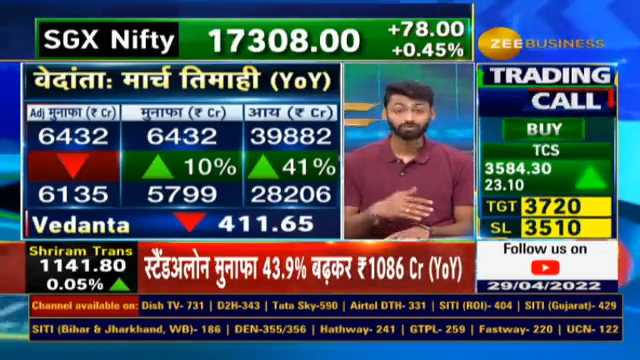 SGX Nifty 17308.00 +78.00
+0.45%
ZEE BUSINESS
वेदांता: मार्च तिमाही (YoY)
Adj मुनाफा (₹ Cr) मुनाफा (₹ Cr) आय (₹ Cr)
6432 6432 39882
10% 41%
6135 5799 28206
Vedanta 411.65
TRADING
CALL
BUY
TCS
3584.30
23.10
TGT 3720
SL 3510
Shriram Trans
1141.80
0.05%
स्टैंडअलोन मुनाफा 43.9% बढ़कर ₹1086 Cr (YoY)
Follow us on
29/04/2022
Channel available on: Dish TV- 731 | D2H-343 | Tata Sky-590 | Airtel DTH- 331 | SITI (ROI)- 404 | SITI (Gujarat)- 429
SITI (Bihar & Jharkhand, WB)- 186 | DEN-355/356 | Hathway- 241 | GTPL- 259 | Fastway- 220 | UCN- 122